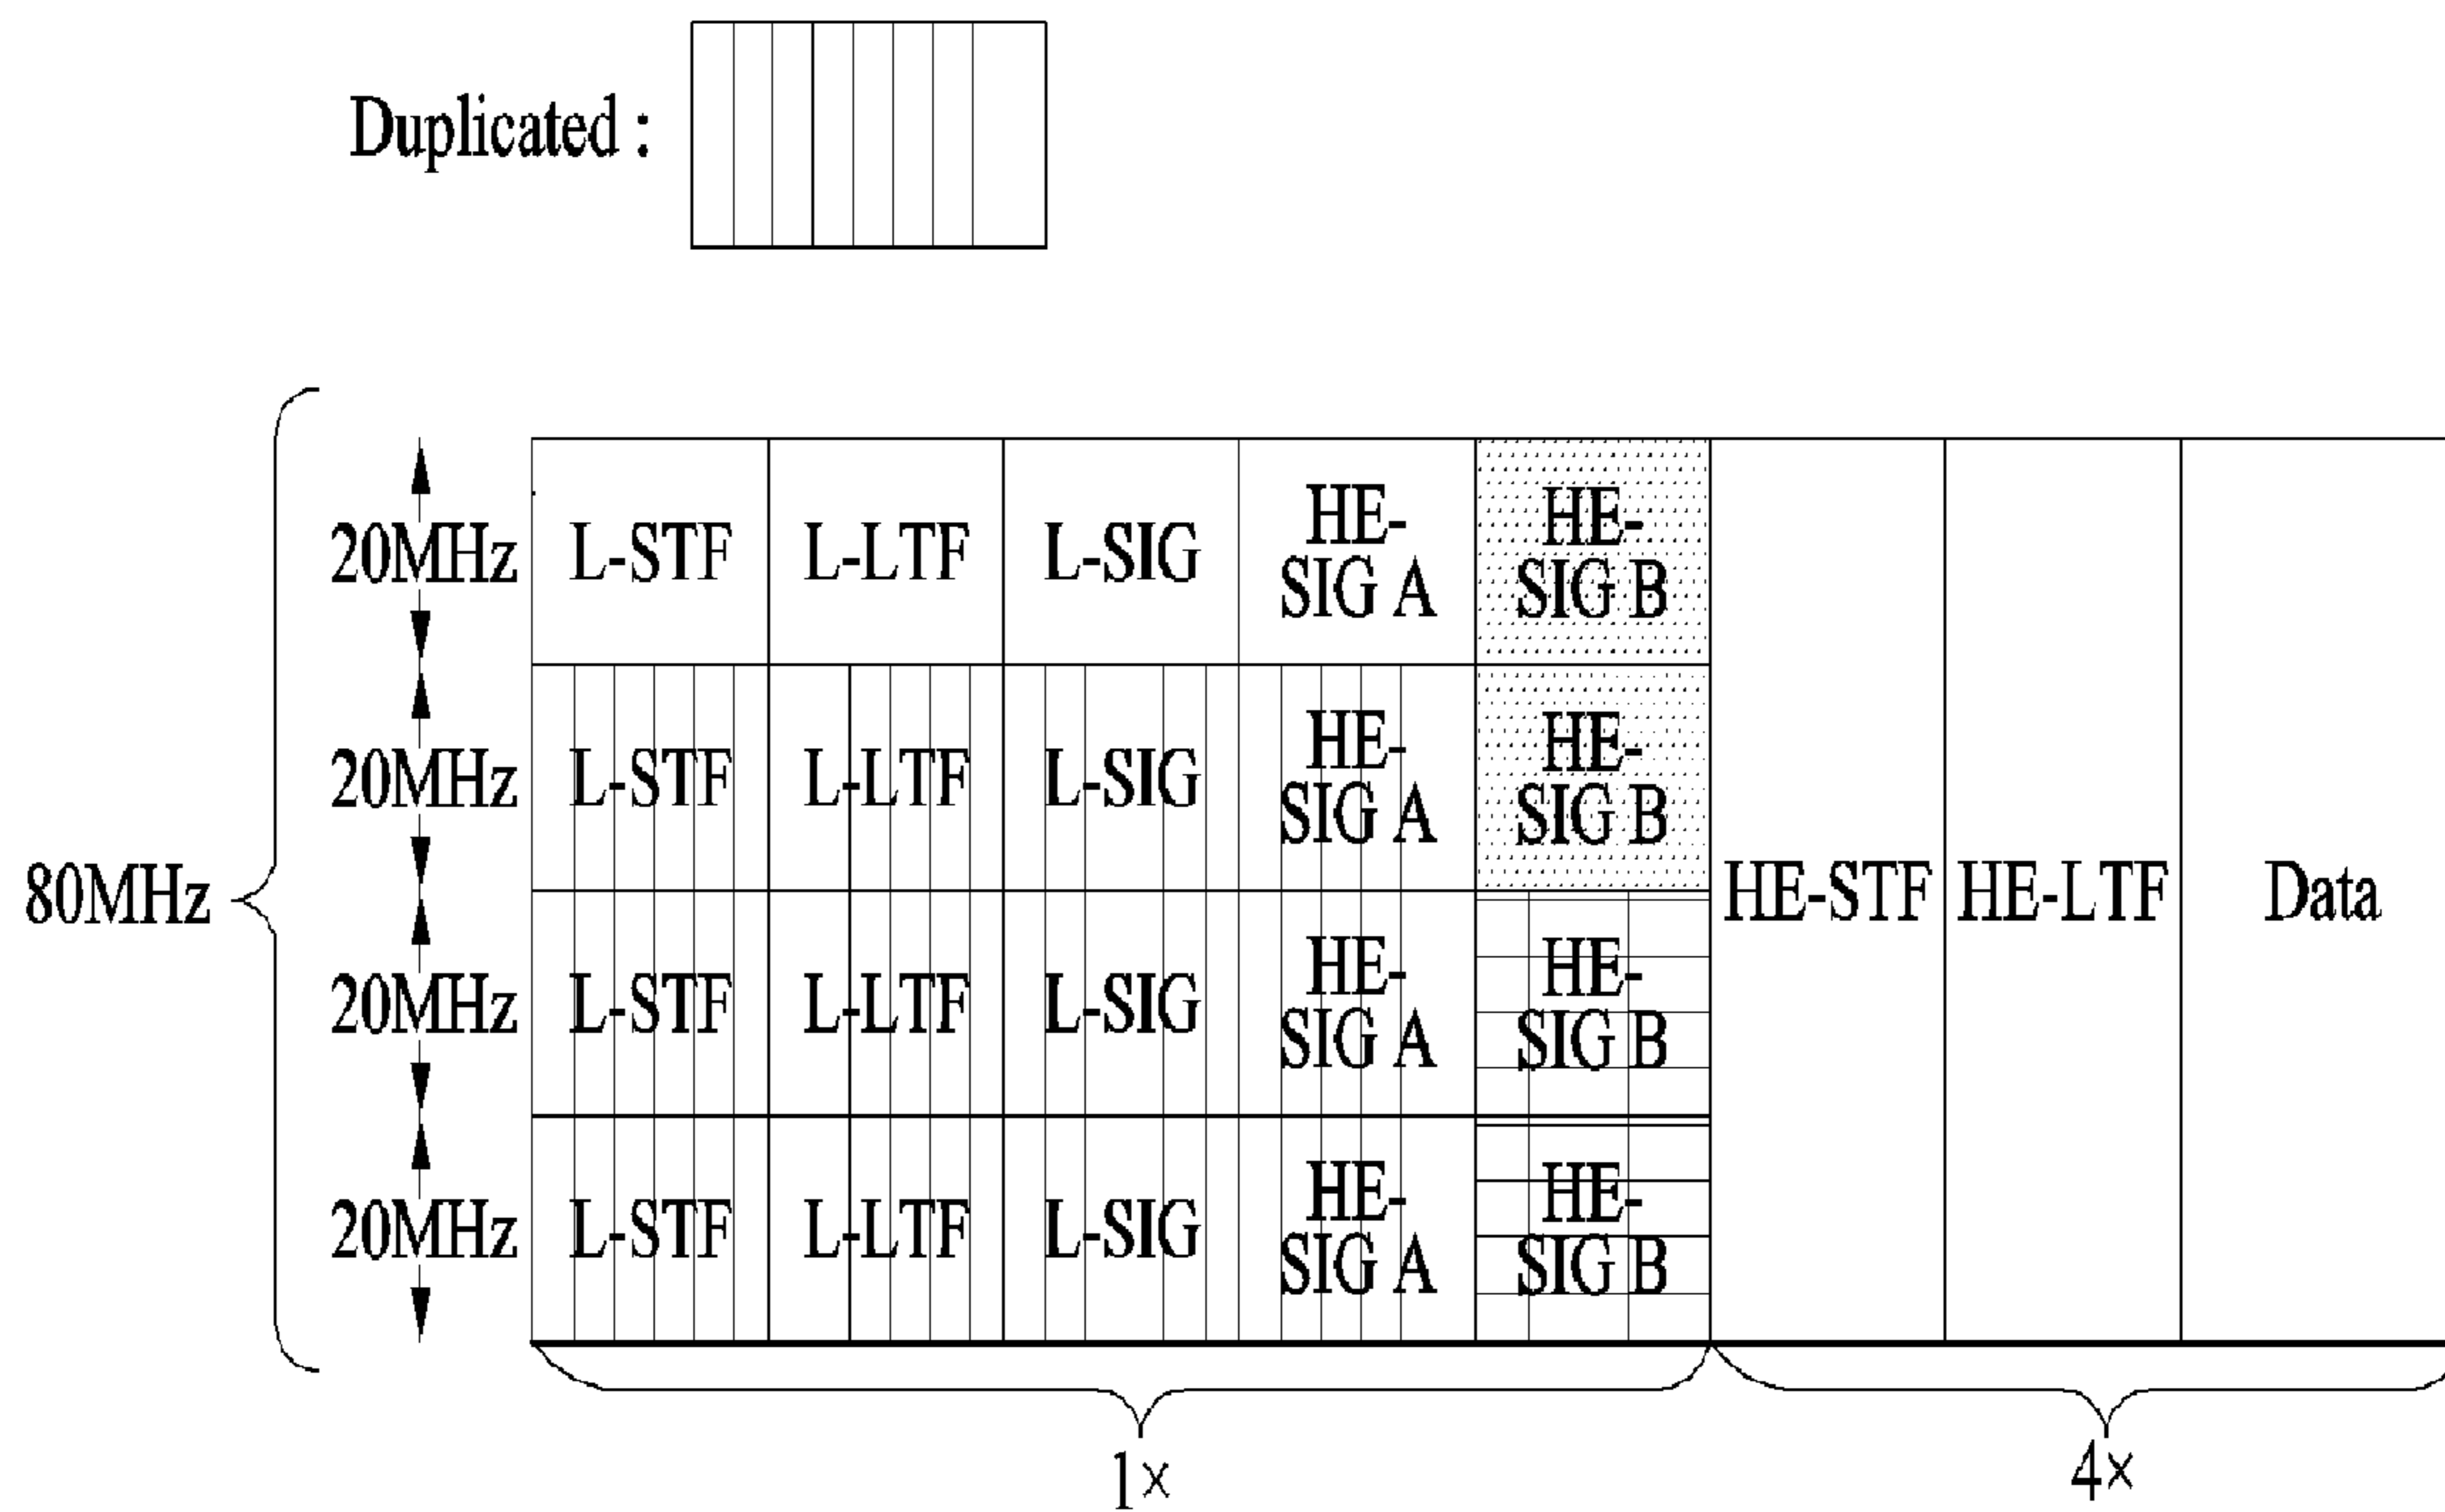 Duplicated :
20MHz L-STF L-LTF L-SIG HE-SIG A HE-SIG B
20MHz L-STF L-LTF L-SIG HE-SIG A HE-SIG B
80MHz HE-STF HE-LTF Data
20MHz L-STF L-LTF L-SIG HE-SIG A HE-SIG B
20MHz L-STF L-LTF L-SIG HE-SIG A HE-SIG B
1× 4×